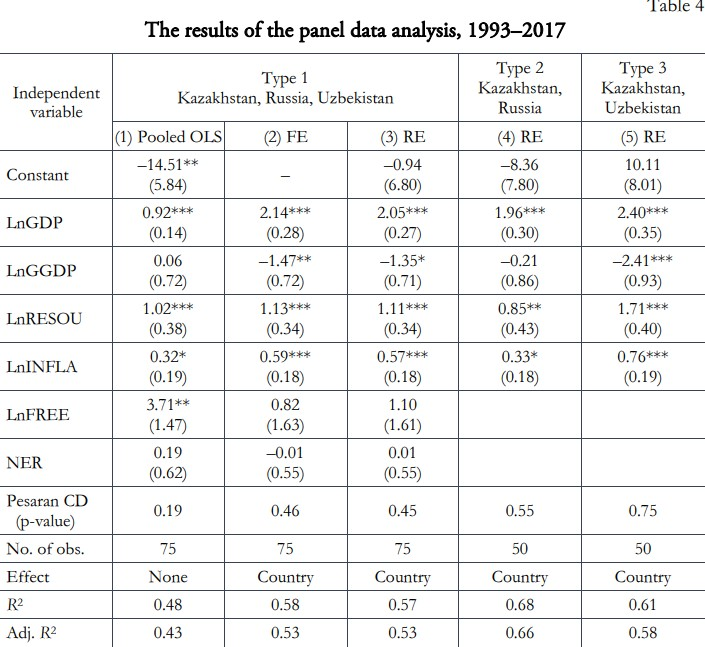 Table 4
The results of the panel data analysis, 1993–2017
Independent variable
Type 1
Kazakhstan, Russia, Uzbekistan
Type 2
Kazakhstan,
Russia
Type 3
Kazakhstan,
Uzbekistan
(1) Pooled OLS (2) FE (3) RE (4) RE (5) RE
Constant –14.51** – –0.94 –8.36 10.11
(5.84) (6.80) (7.80) (8.01)
LnGDP 0.92*** 2.14*** 2.05*** 1.96*** 2.40***
(0.14) (0.28) (0.27) (0.30) (0.35)
LnGGDP 0.06 –1.47** –1.35* –0.21 –2.41***
(0.72) (0.72) (0.71) (0.86) (0.93)
LnRESOU 1.02*** 1.13*** 1.11*** 0.85** 1.71***
(0.38) (0.34) (0.34) (0.43) (0.40)
LnINFLA 0.32* 0.59*** 0.57*** 0.33* 0.76***
(0.19) (0.18) (0.18) (0.18) (0.19)
LnFREE 3.71** 0.82 1.10
(1.47) (1.63) (1.61)
NER 0.19 –0.01 0.01
(0.62) (0.55) (0.55)
Pesaran CD
(p-value) 0.19 0.46 0.45 0.55 0.75
No. of obs. 75 75 75 50 50
Effect None Country Country Country Country
R² 0.48 0.58 0.57 0.68 0.61
Adj. R² 0.43 0.53 0.53 0.66 0.58